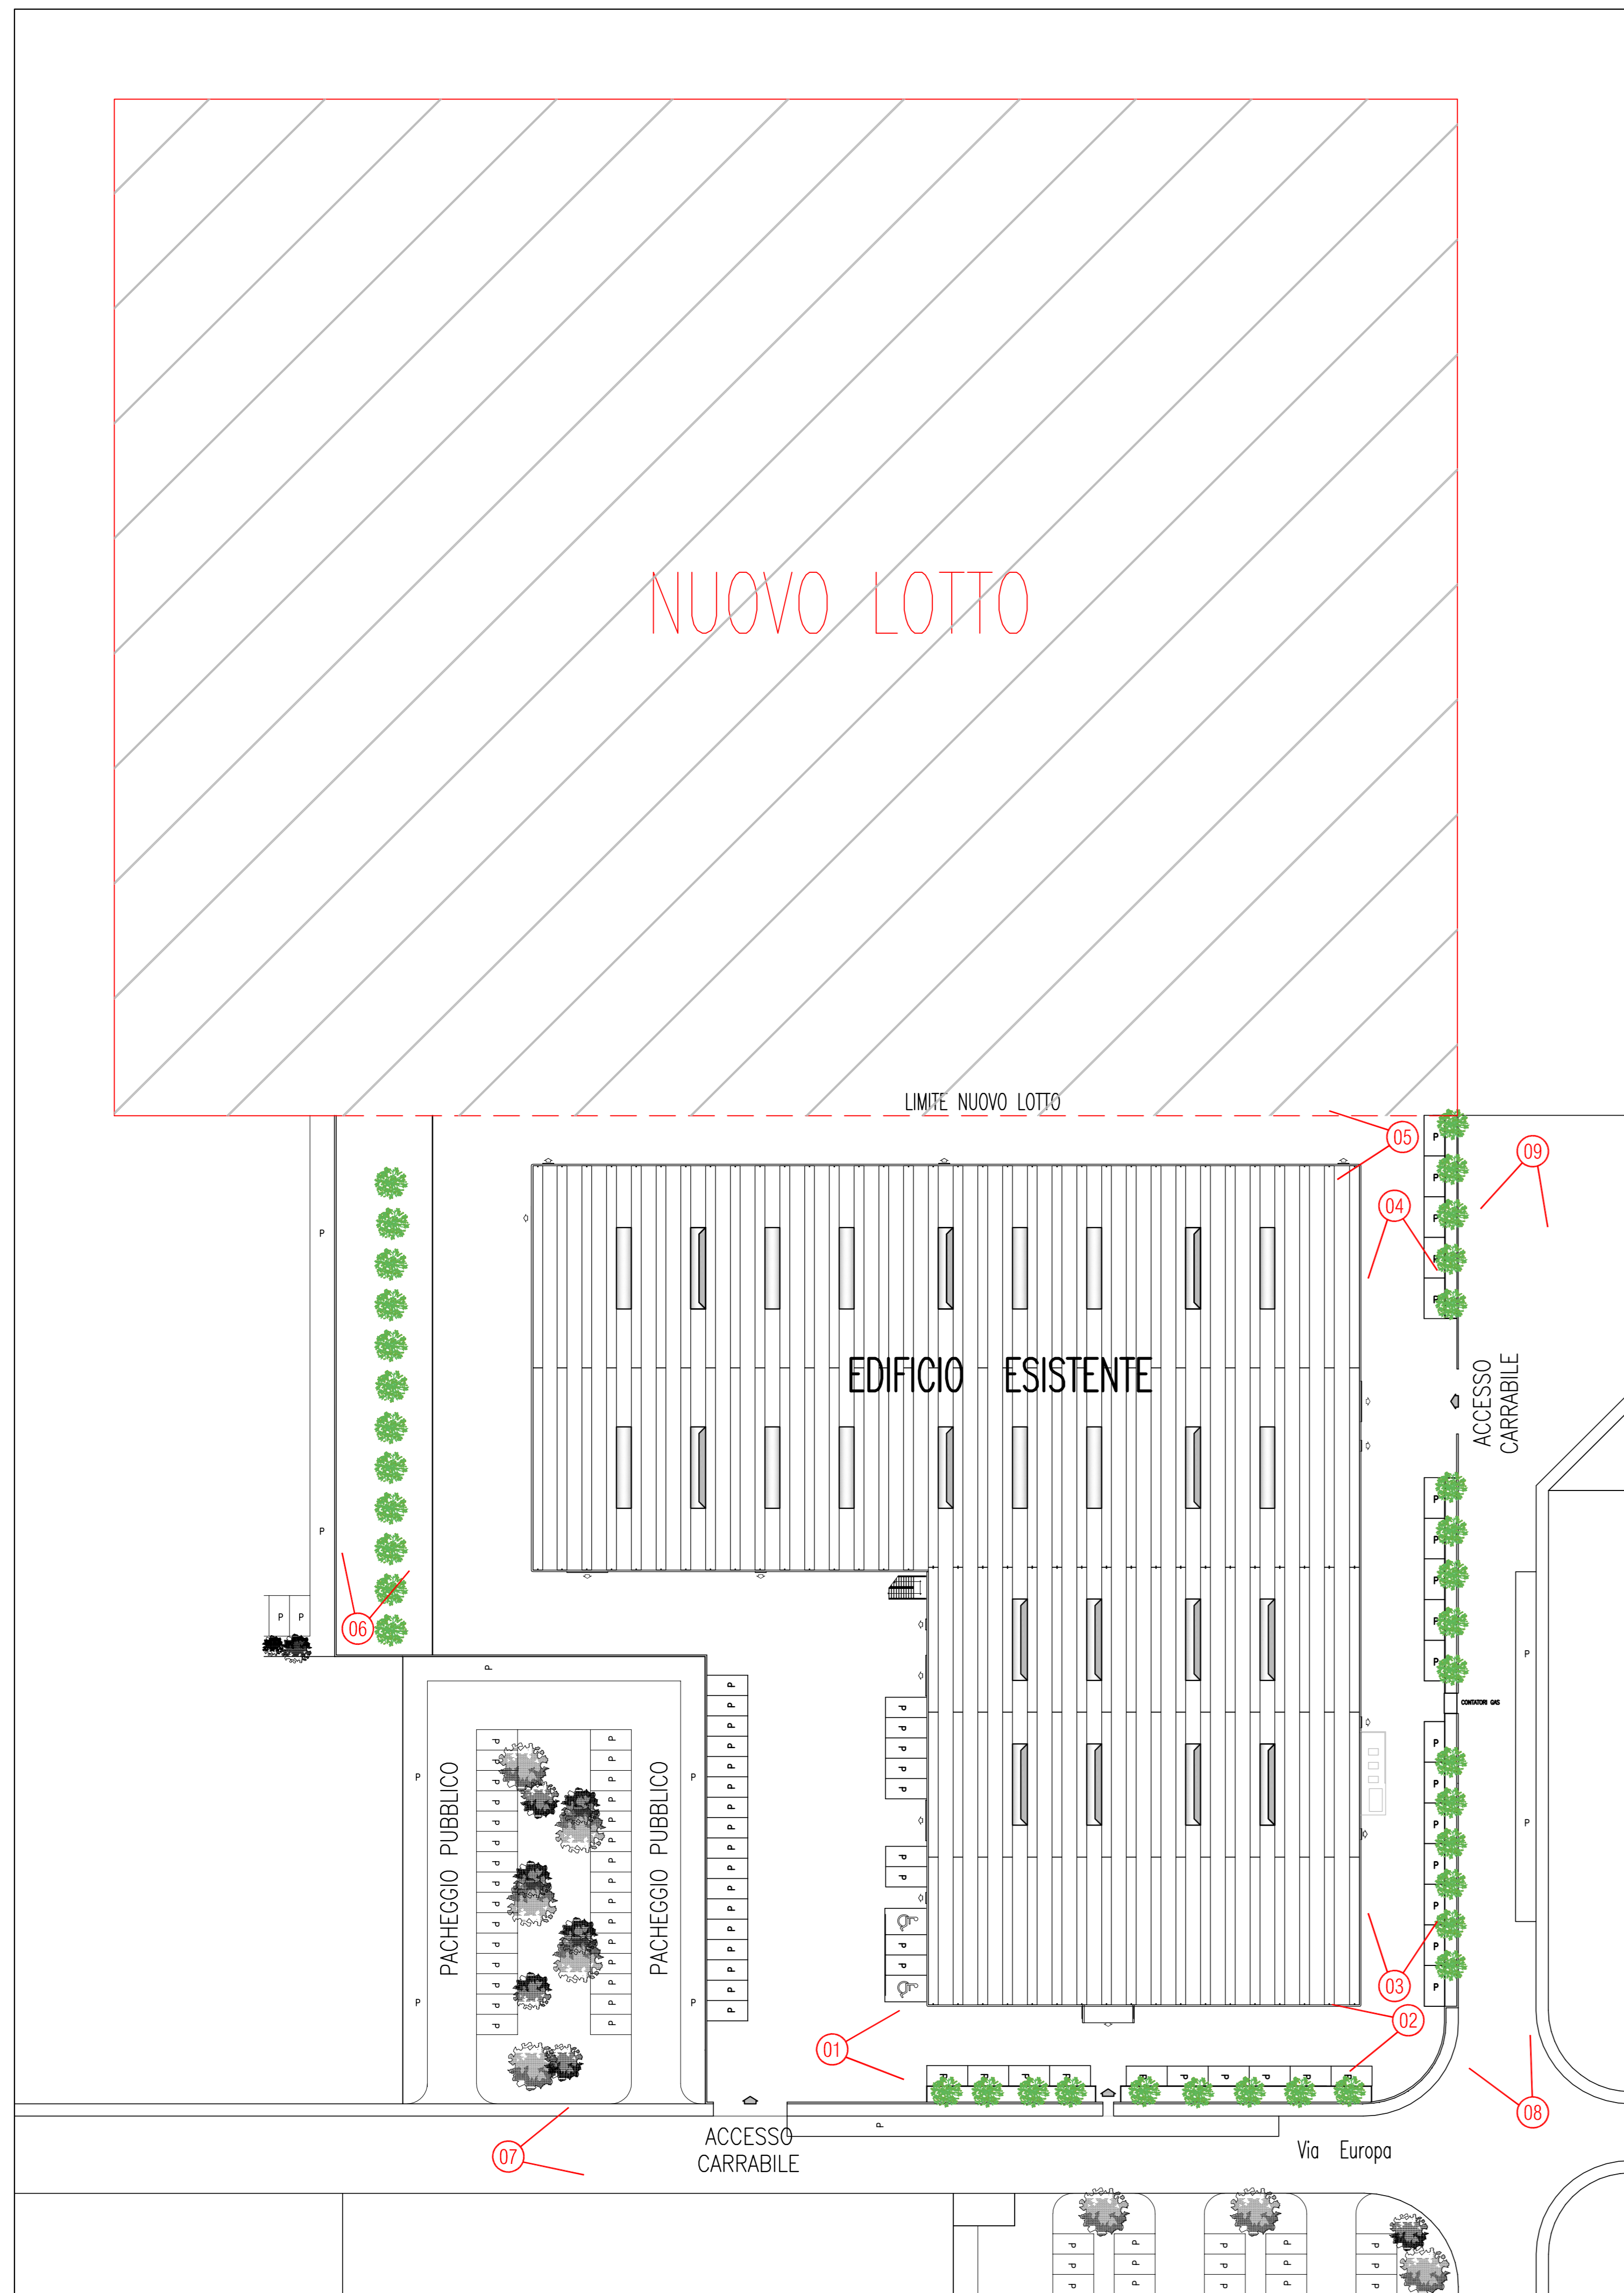 NUOVO LOTTO
LIMITE NUOVO LOTTO
05
09
04
EDIFICIO ESISTENTE
ACCESSO
CARRABILE
06
CONTATORI GAS
PACHEGGIO PUBBLICO
PACHEGGIO PUBBLICO
03
02
01
08
07
ACCESSO
CARRABILE
Via Europa
P
P
P
P
P
P
P
P
P
P
P
P